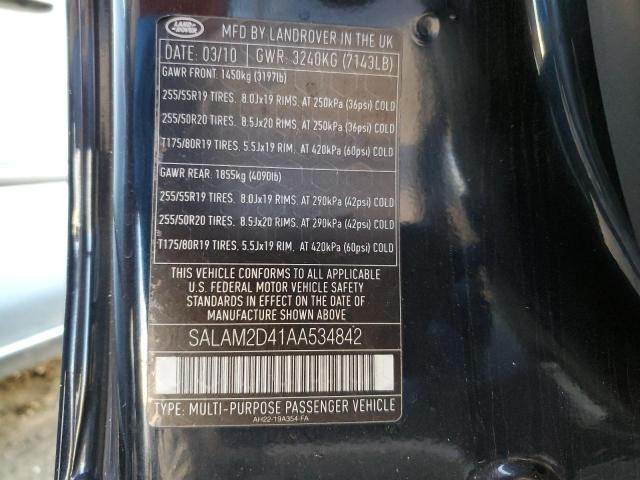 LAND ROVER
MFD BY LANDROVER IN THE UK
DATE: 03/10 GWR: 3240KG (7143LB)
GAWR FRONT: 1450kg (3197lb)
255/55R19 TIRES. 8.0Jx19 RIMS. AT 250kPa (36psi) COLD
255/50R20 TIRES. 8.5Jx20 RIMS. AT 250kPa (36psi) COLD
T175/80R19 TIRES. 5.5Jx19 RIM. AT 420kPa (60psi) COLD
GAWR REAR: 1855kg (4090lb)
255/55R19 TIRES. 8.0Jx19 RIMS. AT 290kPa (42psi) COLD
255/50R20 TIRES. 8.5Jx20 RIMS. AT 290kPa (42psi) COLD
T175/80R19 TIRES. 5.5Jx19 RIM. AT 420kPa (60psi) COLD
THIS VEHICLE CONFORMS TO ALL APPLICABLE
U.S. FEDERAL MOTOR VEHICLE SAFETY
STANDARDS IN EFFECT ON THE DATE OF
MANUFACTURE SHOWN ABOVE
SALAM2D41AA534842
TYPE: MULTI-PURPOSE PASSENGER VEHICLE
AH22-19A354-FA